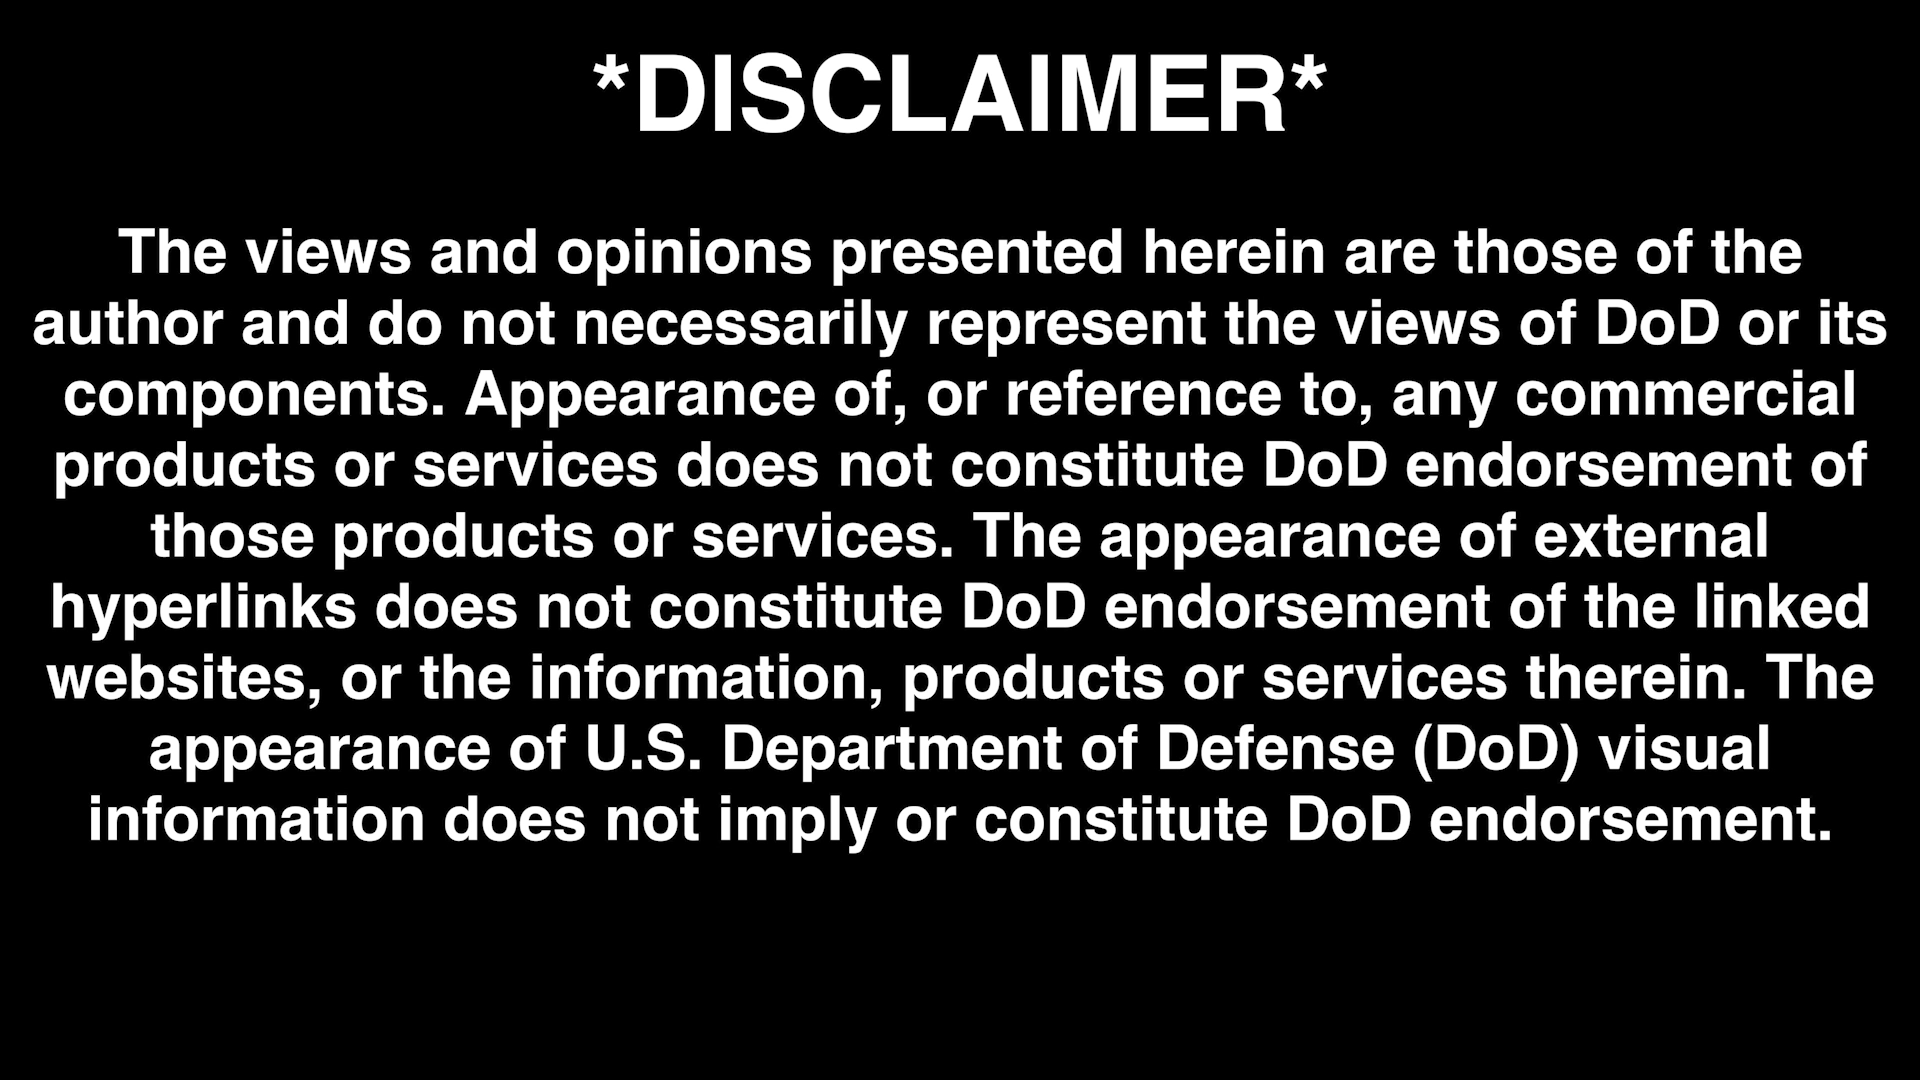 *DISCLAIMER*
The views and opinions presented herein are those of the
author and do not necessarily represent the views of DoD or its
components. Appearance of, or reference to, any commercial
products or services does not constitute DoD endorsement of
those products or services. The appearance of external
hyperlinks does not constitute DoD endorsement of the linked
websites, or the information, products or services therein. The
appearance of U.S. Department of Defense (DoD) visual
information does not imply or constitute DoD endorsement.